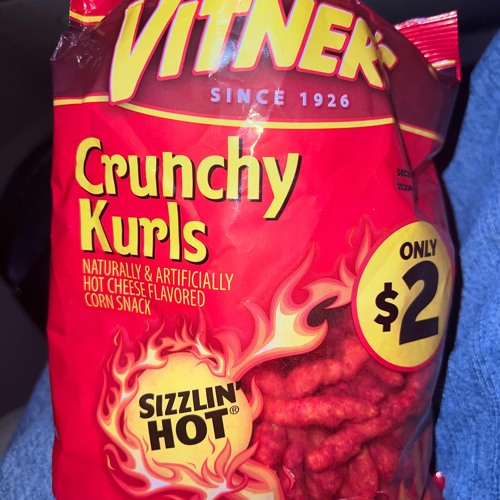 VITNER
SINCE 1926
Crunchy
Kurls
NATURALLY & ARTIFICIALLY
HOT CHEESE FLAVORED
CORN SNACK
ONLY
$2
SIZZLIN'
HOT®